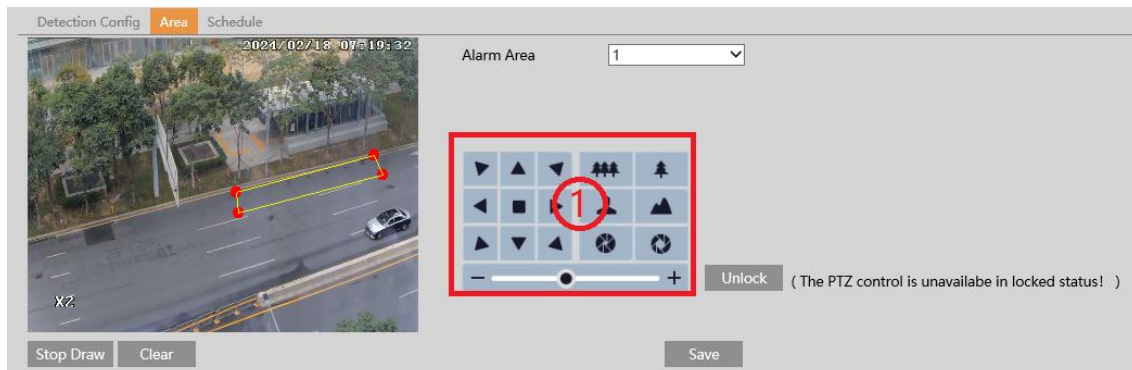 Detection Config Area Schedule
2024/02/18 07:19:32
Alarm Area 1
1
- +
Unlock ( The PTZ control is unavailabe in locked status! )
X2
Stop Draw Clear Save